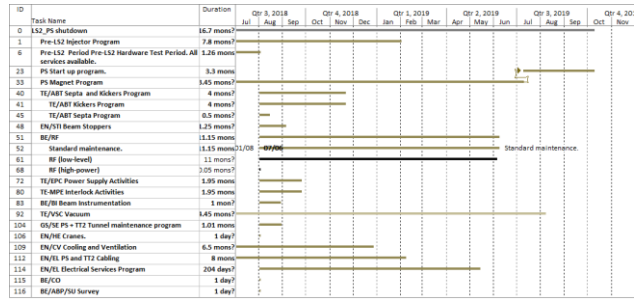 ID Task Name Duration Qtr 3, 2018 Qtr 4, 2018 Qtr 1, 2019 Qtr 2, 2019 Qtr 3, 2019 Qtr 4, 201
Jul Aug Sep Oct Nov Dec Jan Feb Mar Apr May Jun Jul Aug Sep Oct Nov
0 LS2_PS shutdown 16.7 mons?
1 Pre-LS2 Injector Program 7.8 mons?
6 Pre-LS2 Period Pre-LS2 Hardware Test Period. All services available. 1.26 mons
23 PS Start up program. 3.3 mons
33 PS Magnet Program 3.45 mons?
40 TE/ABT Septa and Kickers Program 4 mons?
41 TE/ABT Kickers Program 4 mons
45 TE/ABT Septa Program 0.5 mons?
48 EN/STI Beam Stoppers 1.25 mons?
51 BE/RF 11.15 mons
52 Standard maintenance. 11.15 mons 01/08 07/06 Standard maintenance.
61 RF (low-level) 11 mons?
68 RF (high-power) 0.05 mons?
72 TE/EPC Power Supply Activities 1.95 mons
80 TE-MPE Interlock Activities 1.95 mons
83 BE/BI Beam Instrumentation 1 mon?
92 TE/VSC Vacuum 3.45 mons?
104 GS/SE PS + TT2 Tunnel maintenance program 1.01 mons
106 EN/HE Cranes. 1 day?
109 EN/CV Cooling and Ventilation 6.5 mons?
112 EN/EL PS and TT2 Cabling 8 mons
114 EN/EL Electrical Services Program 204 days?
115 BE/CO 1 day?
116 BE/ABP/SU Survey 1 day?